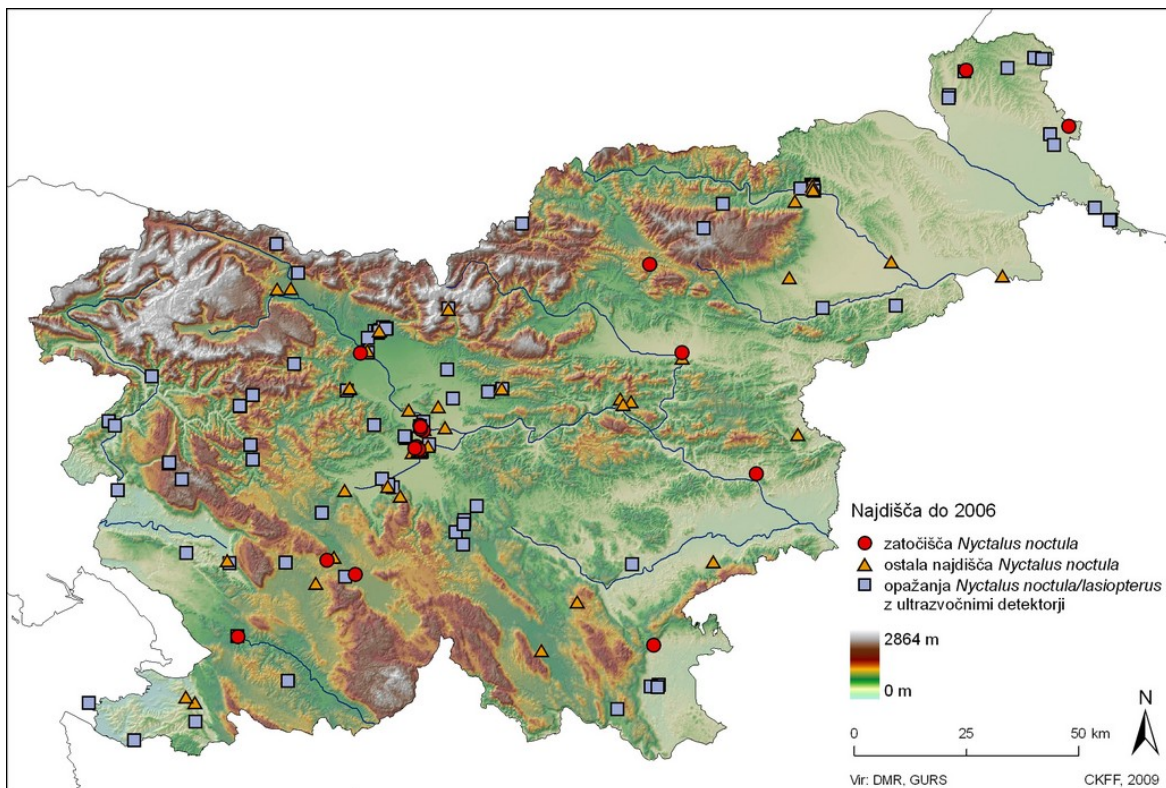 Najdišča do 2006
zatočišča Nyctalus noctula
ostala najdišča Nyctalus noctula
opažanja Nyctalus noctula/lasiopterus
z ultrazvočnimi detektorji
2864 m
0 m
N
0 25 50 km
Vir: DMR, GURS CKFF, 2009